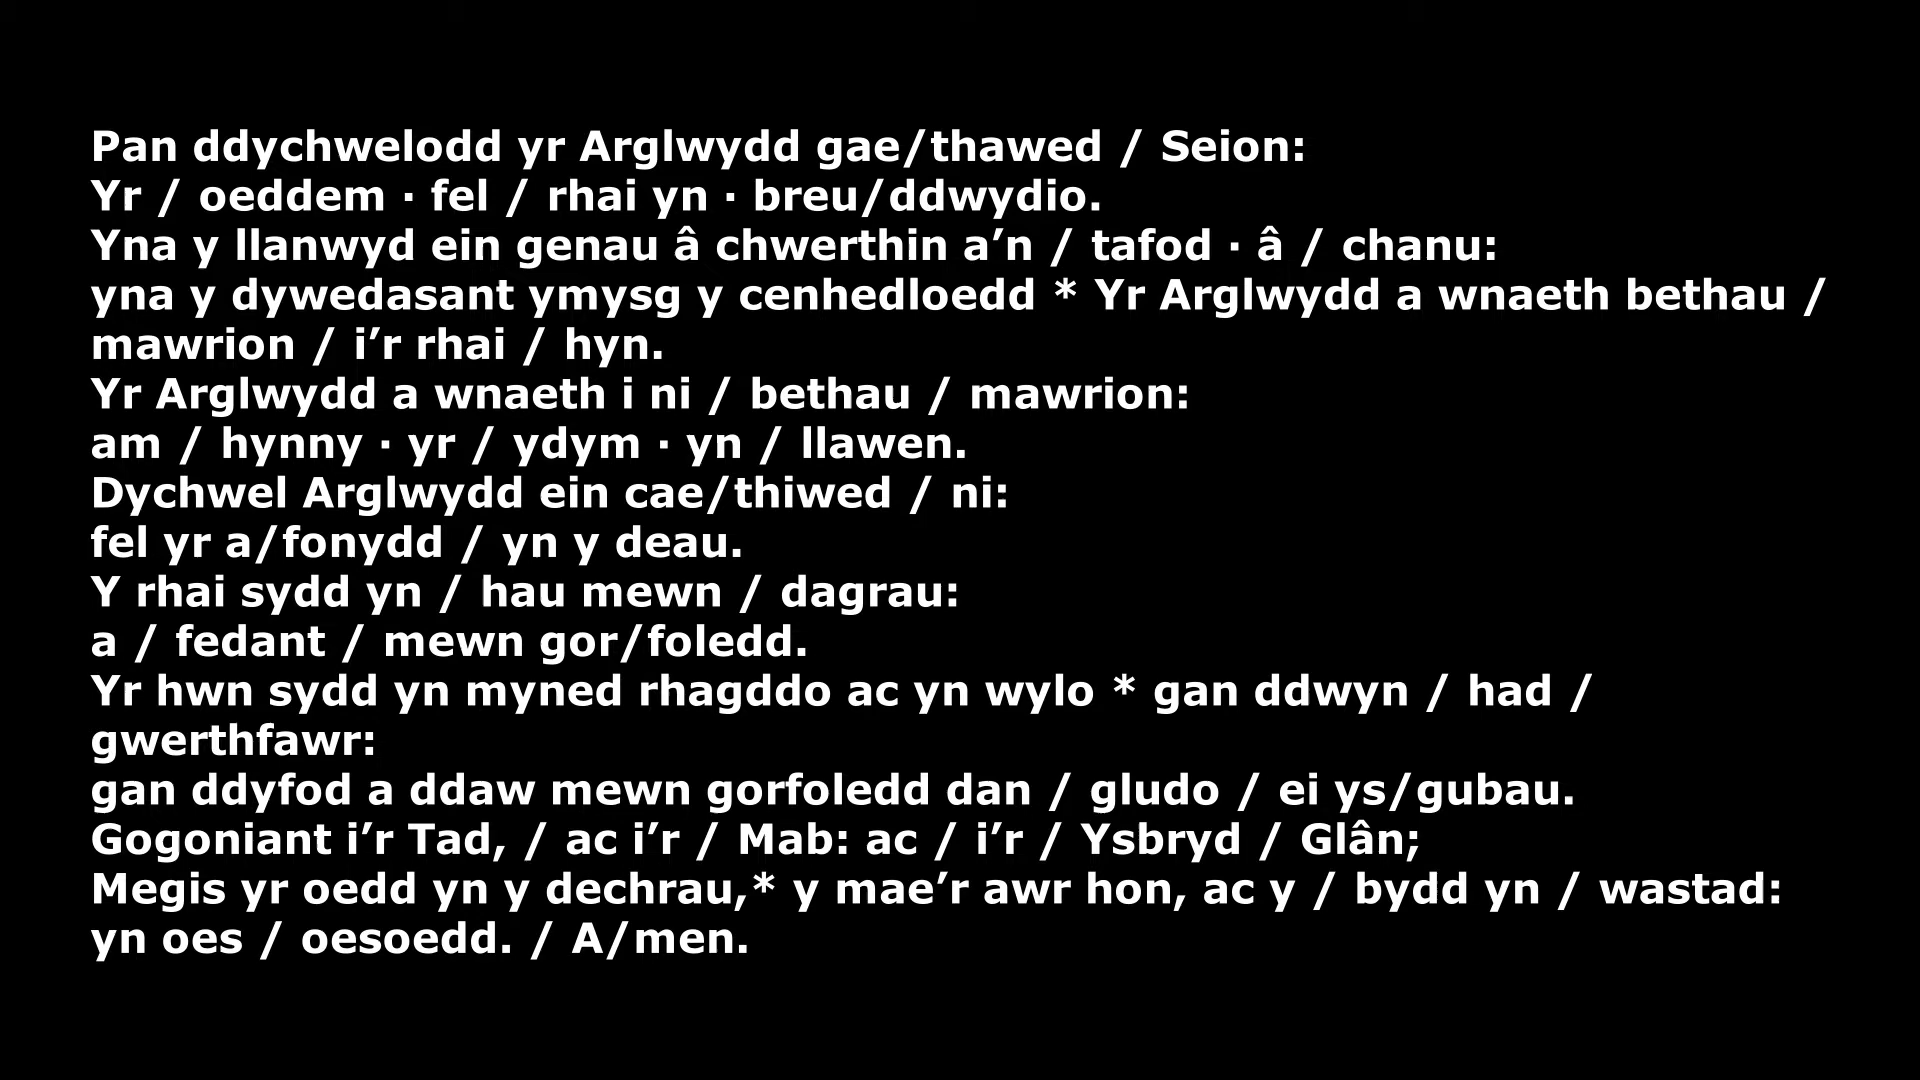 Pan ddychwelodd yr Arglwydd gae/thawed / Seion:
Yr / oeddem · fel / rhai yn · breu/ddwydio.
Yna y llanwyd ein genau â chwerthin a’n / tafod · â / chanu:
yna y dywedasant ymysg y cenhedloedd * Yr Arglwydd a wnaeth bethau /
mawrion / i’r rhai / hyn.
Yr Arglwydd a wnaeth i ni / bethau / mawrion:
am / hynny · yr / ydym · yn / llawen.
Dychwel Arglwydd ein cae/thiwed / ni:
fel yr a/fonydd / yn y deau.
Y rhai sydd yn / hau mewn / dagrau:
a / fedant / mewn gor/foledd.
Yr hwn sydd yn myned rhagddo ac yn wylo * gan ddwyn / had /
gwerthfawr:
gan ddyfod a ddaw mewn gorfoledd dan / gludo / ei ys/gubau.
Gogoniant i’r Tad, / ac i’r / Mab: ac / i’r / Ysbryd / Glân;
Megis yr oedd yn y dechrau,* y mae’r awr hon, ac y / bydd yn / wastad:
yn oes / oesoedd. / A/men.